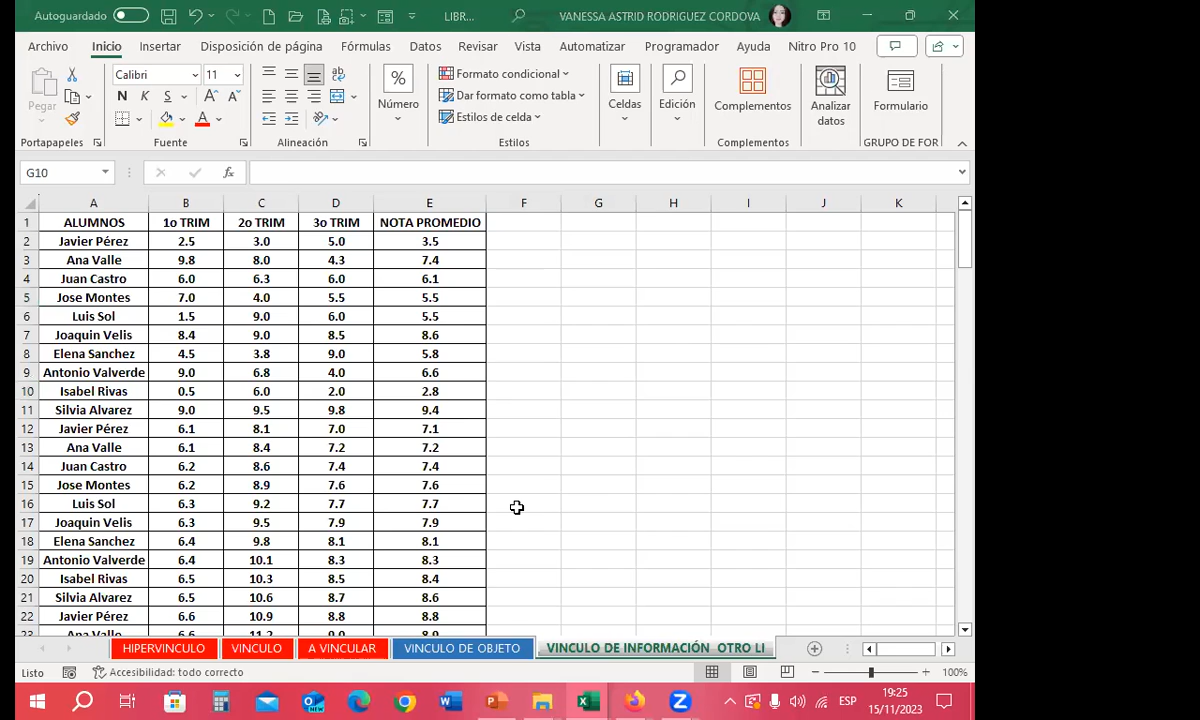 Autoguardado LIBR... VANESSA ASTRID RODRIGUEZ CORDOVA
Archivo Inicio Insertar Disposición de página Fórmulas Datos Revisar Vista Automatizar Programador Ayuda Nitro Pro 10
Pegar Calibri 11 ab Número Formato condicional Celdas Edición Complementos Analizar datos Formulario
N K S A A % Dar formato como tabla
A Estilos de celda
Portapapeles Fuente Alineación Estilos Complementos GRUPO DE FOR
G10 fx
A B C D E F G H I J K
1 ALUMNOS 1o TRIM 2o TRIM 3o TRIM NOTA PROMEDIO
2 Javier Pérez 2.5 3.0 5.0 3.5
3 Ana Valle 9.8 8.0 4.3 7.4
4 Juan Castro 6.0 6.3 6.0 6.1
5 Jose Montes 7.0 4.0 5.5 5.5
6 Luis Sol 1.5 9.0 6.0 5.5
7 Joaquin Velis 8.4 9.0 8.5 8.6
8 Elena Sanchez 4.5 3.8 9.0 5.8
9 Antonio Valverde 9.0 6.8 4.0 6.6
10 Isabel Rivas 0.5 6.0 2.0 2.8
11 Silvia Alvarez 9.0 9.5 9.8 9.4
12 Javier Pérez 6.1 8.1 7.0 7.1
13 Ana Valle 6.1 8.4 7.2 7.2
14 Juan Castro 6.2 8.6 7.4 7.4
15 Jose Montes 6.2 8.9 7.6 7.6
16 Luis Sol 6.3 9.2 7.7 7.7
17 Joaquin Velis 6.3 9.5 7.9 7.9
18 Elena Sanchez 6.4 9.8 8.1 8.1
19 Antonio Valverde 6.4 10.1 8.3 8.3
20 Isabel Rivas 6.5 10.3 8.5 8.4
21 Silvia Alvarez 6.5 10.6 8.7 8.6
22 Javier Pérez 6.6 10.9 8.8 8.8
23 Ana Valle 6.6 11.2 9.0 8.9
HIPERVINCULO VINCULO A VINCULAR VINCULO DE OBJETO VINCULO DE INFORMACIÓN OTRO LI
Listo Accesibilidad: todo correcto 100%
ESP 19:25
15/11/2023